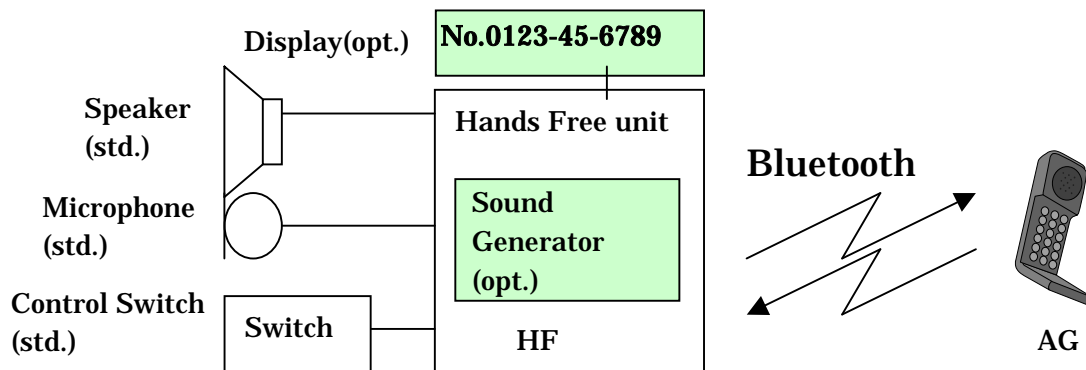 Display(opt.)
No.0123-45-6789
Speaker
(std.)
Hands Free unit
Bluetooth
Microphone
(std.)
Sound
Generator
(opt.)
Control Switch
(std.)
Switch
HF
AG